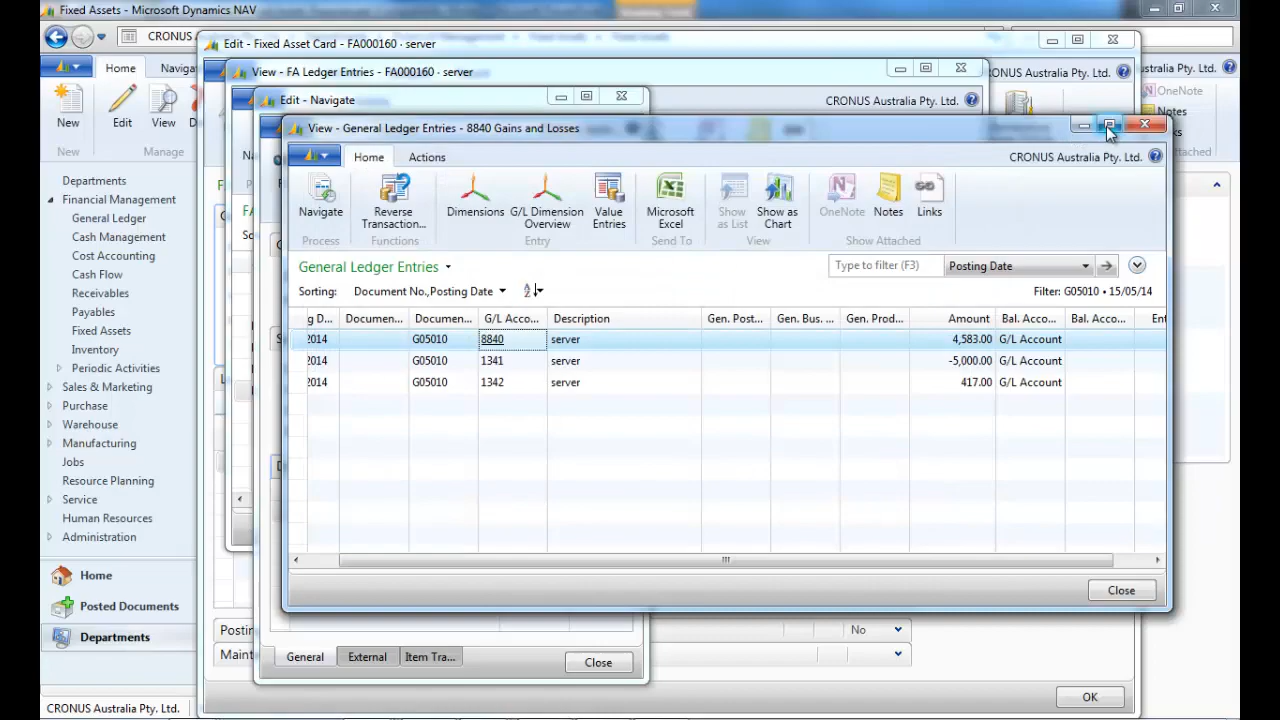 Fixed Assets - Microsoft Dynamics NAV
CRONUS
Edit - Fixed Asset Card - FA000160 · server
View - FA Ledger Entries - FA000160 · server
CRONUS Australia Pty. Ltd.
Edit - Navigate
CRONUS Australia Pty. Ltd.
View - General Ledger Entries - 8840 Gains and Losses
Home
New
New
Edit
View
Manage
OneNote
Notes
Home
Actions
CRONUS Australia Pty. Ltd.
Navigate
Process
Reverse
Transaction...
Functions
Dimensions
G/L Dimension
Overview
Value
Entries
Entry
Microsoft
Excel
Send To
Show
as List
Show as
Chart
View
OneNote
Notes
Links
Show Attached
General Ledger Entries
Type to filter (F3)
Posting Date
Sorting:
Document No.,Posting Date
Filter: G05010 • 15/05/14
g D... Documen... Documen... G/L Acco... Description Gen. Post... Gen. Bus. ... Gen. Prod... Amount Bal. Acco... Bal. Acco... Ent
2014 G05010 8840 server 4,583.00 G/L Account
2014 G05010 1341 server -5,000.00 G/L Account
2014 G05010 1342 server 417.00 G/L Account
Close
Departments
Financial Management
General Ledger
Cash Management
Cost Accounting
Cash Flow
Receivables
Payables
Fixed Assets
Inventory
Periodic Activities
Sales & Marketing
Purchase
Warehouse
Manufacturing
Jobs
Resource Planning
Service
Human Resources
Administration
Home
Posted Documents
Departments
General
External
Item Tra...
Close
No
OK
CRONUS Australia Pty. Ltd.